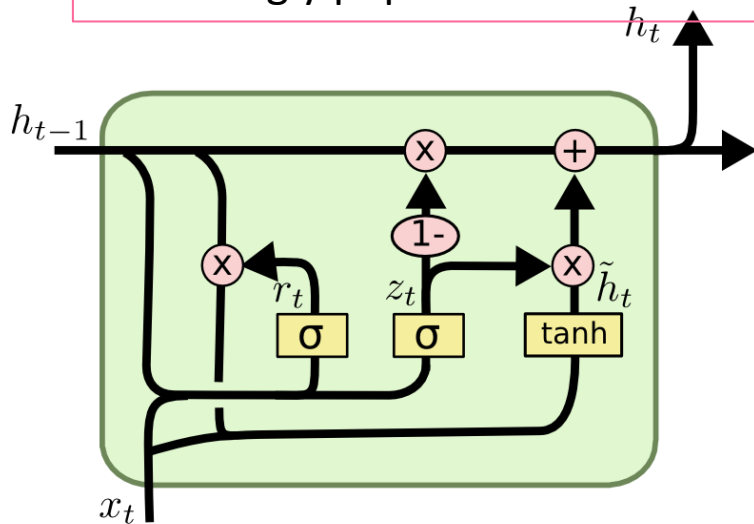 h_t
h_{t-1}
x
+
1-
x
r_t
z_t
x
h̃_t
σ
σ
tanh
x_t